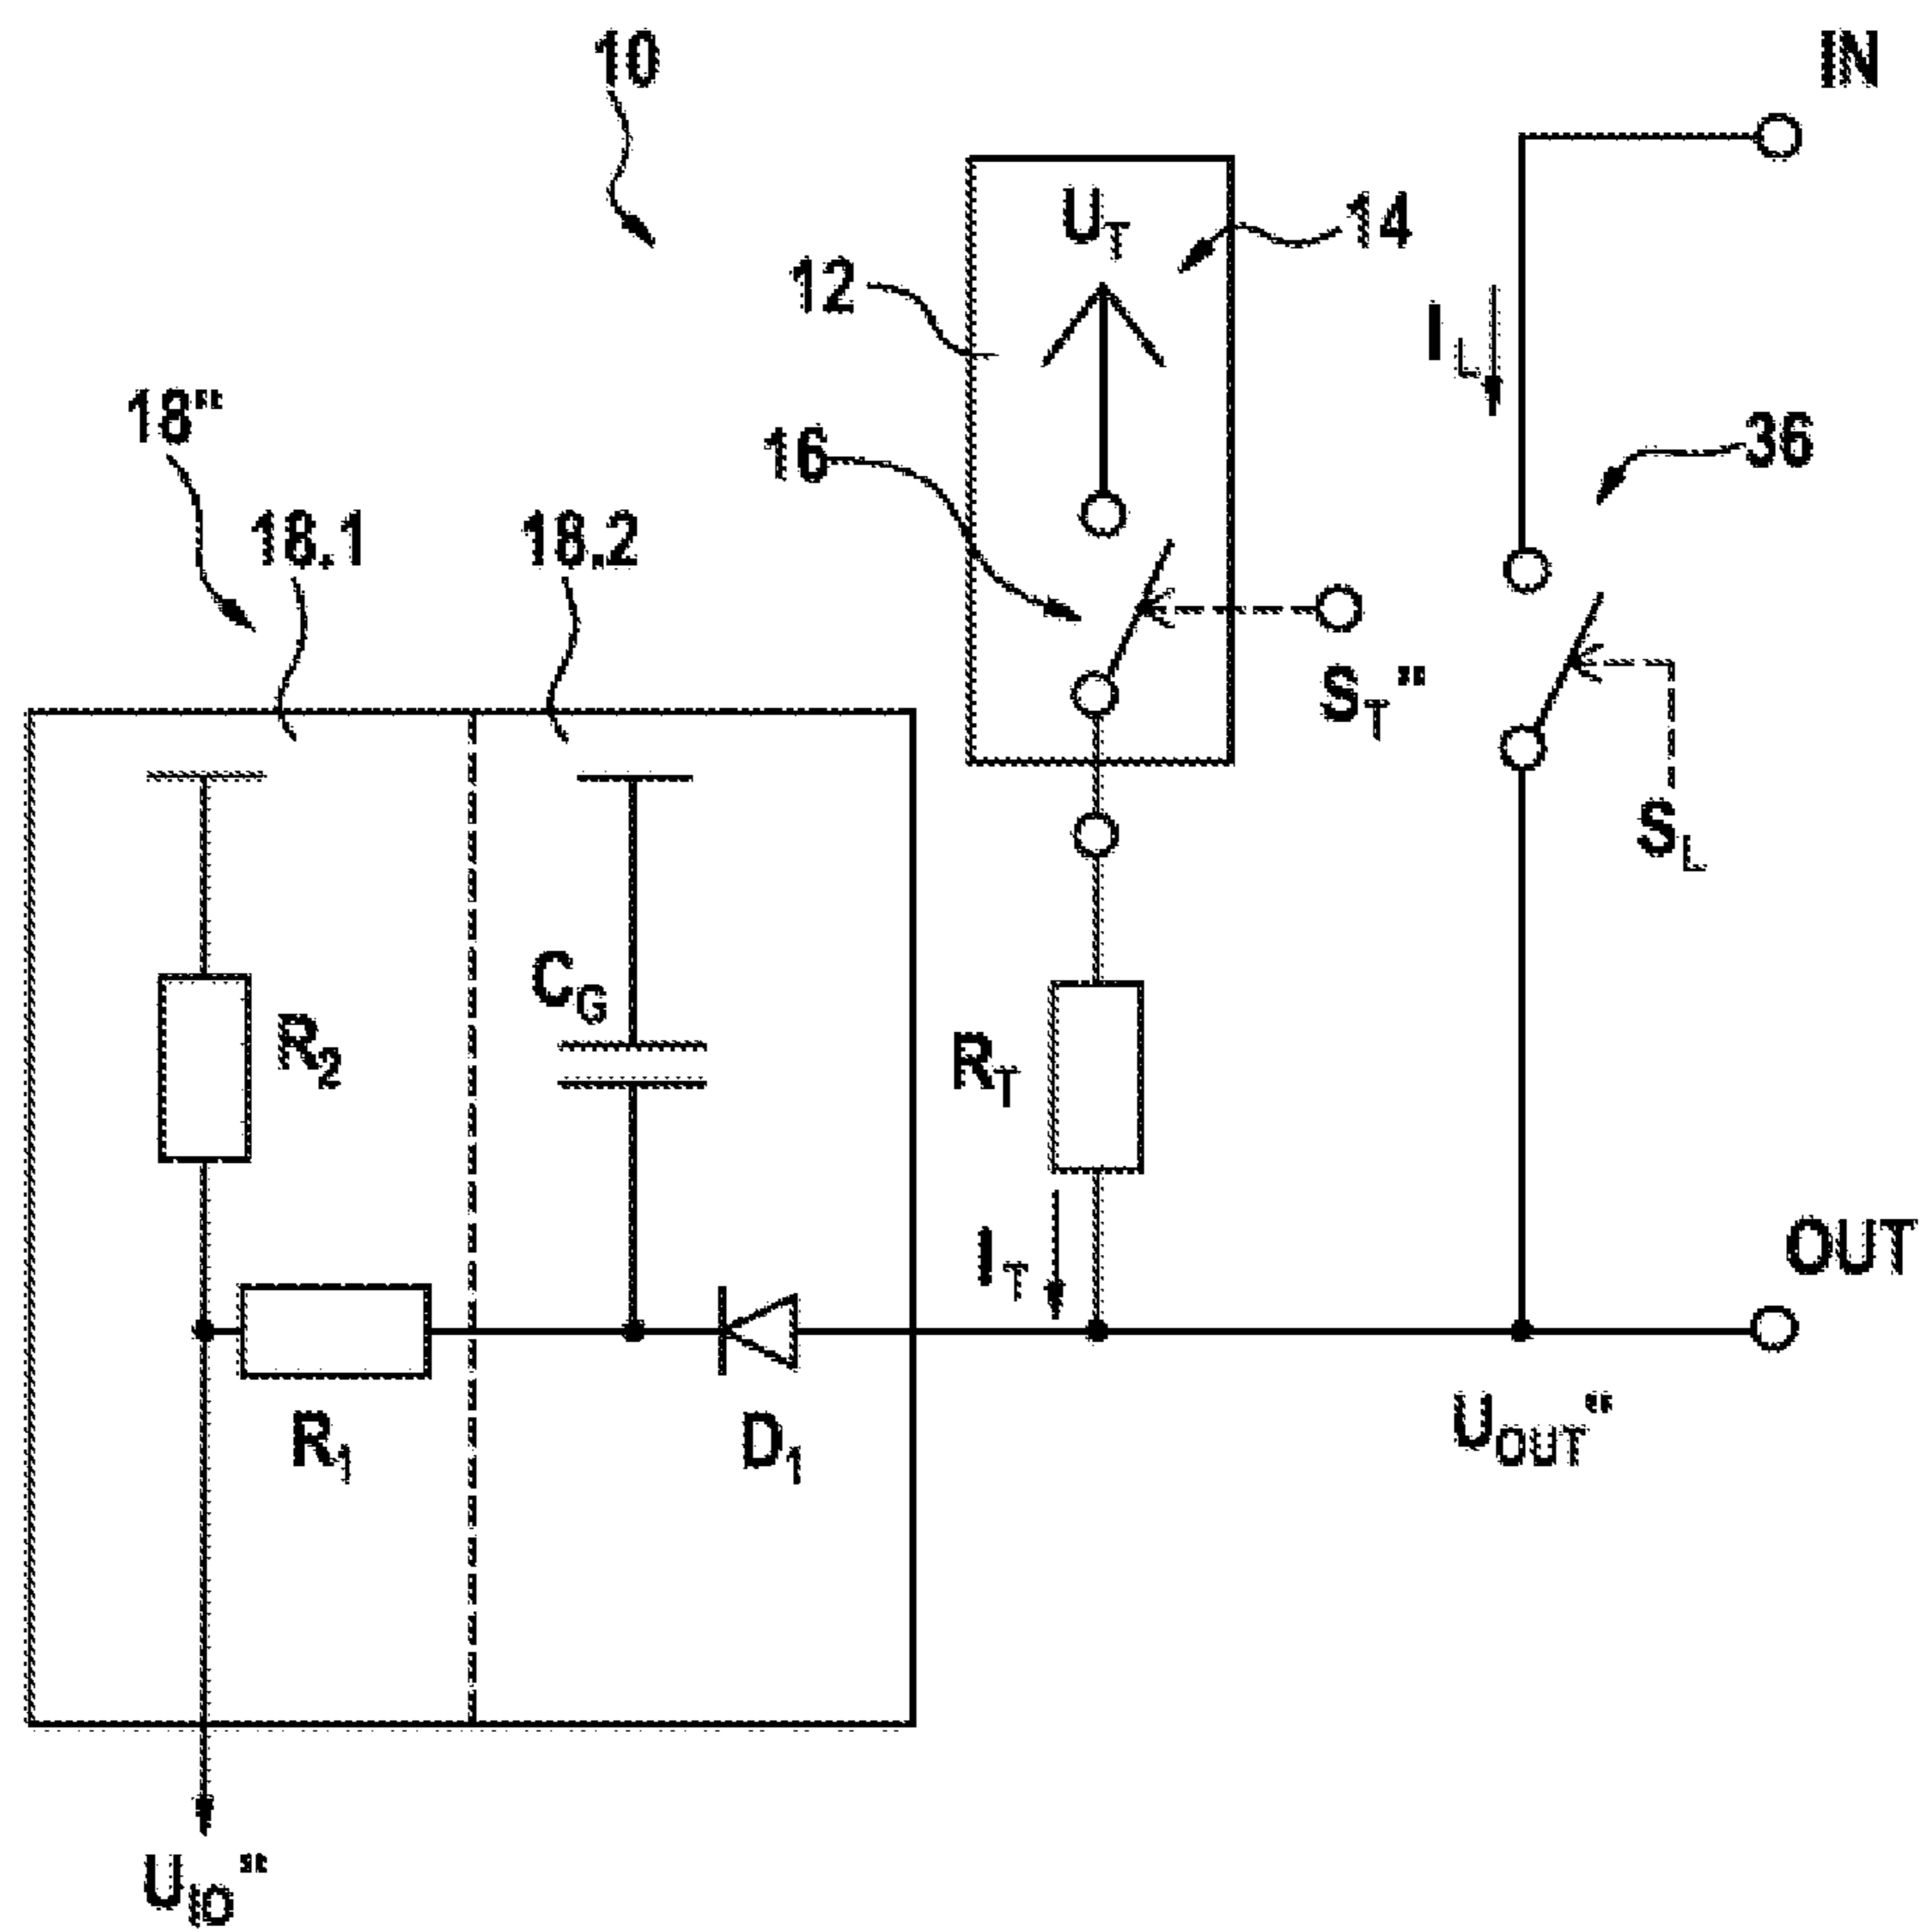 10
IN
U_T
14
12
I_L
18"
16
36
18.1
18.2
S_T"
S_L
C_G
R_2
R_T
I_T
OUT
R_1
D_1
U_OUT"
U_IO"